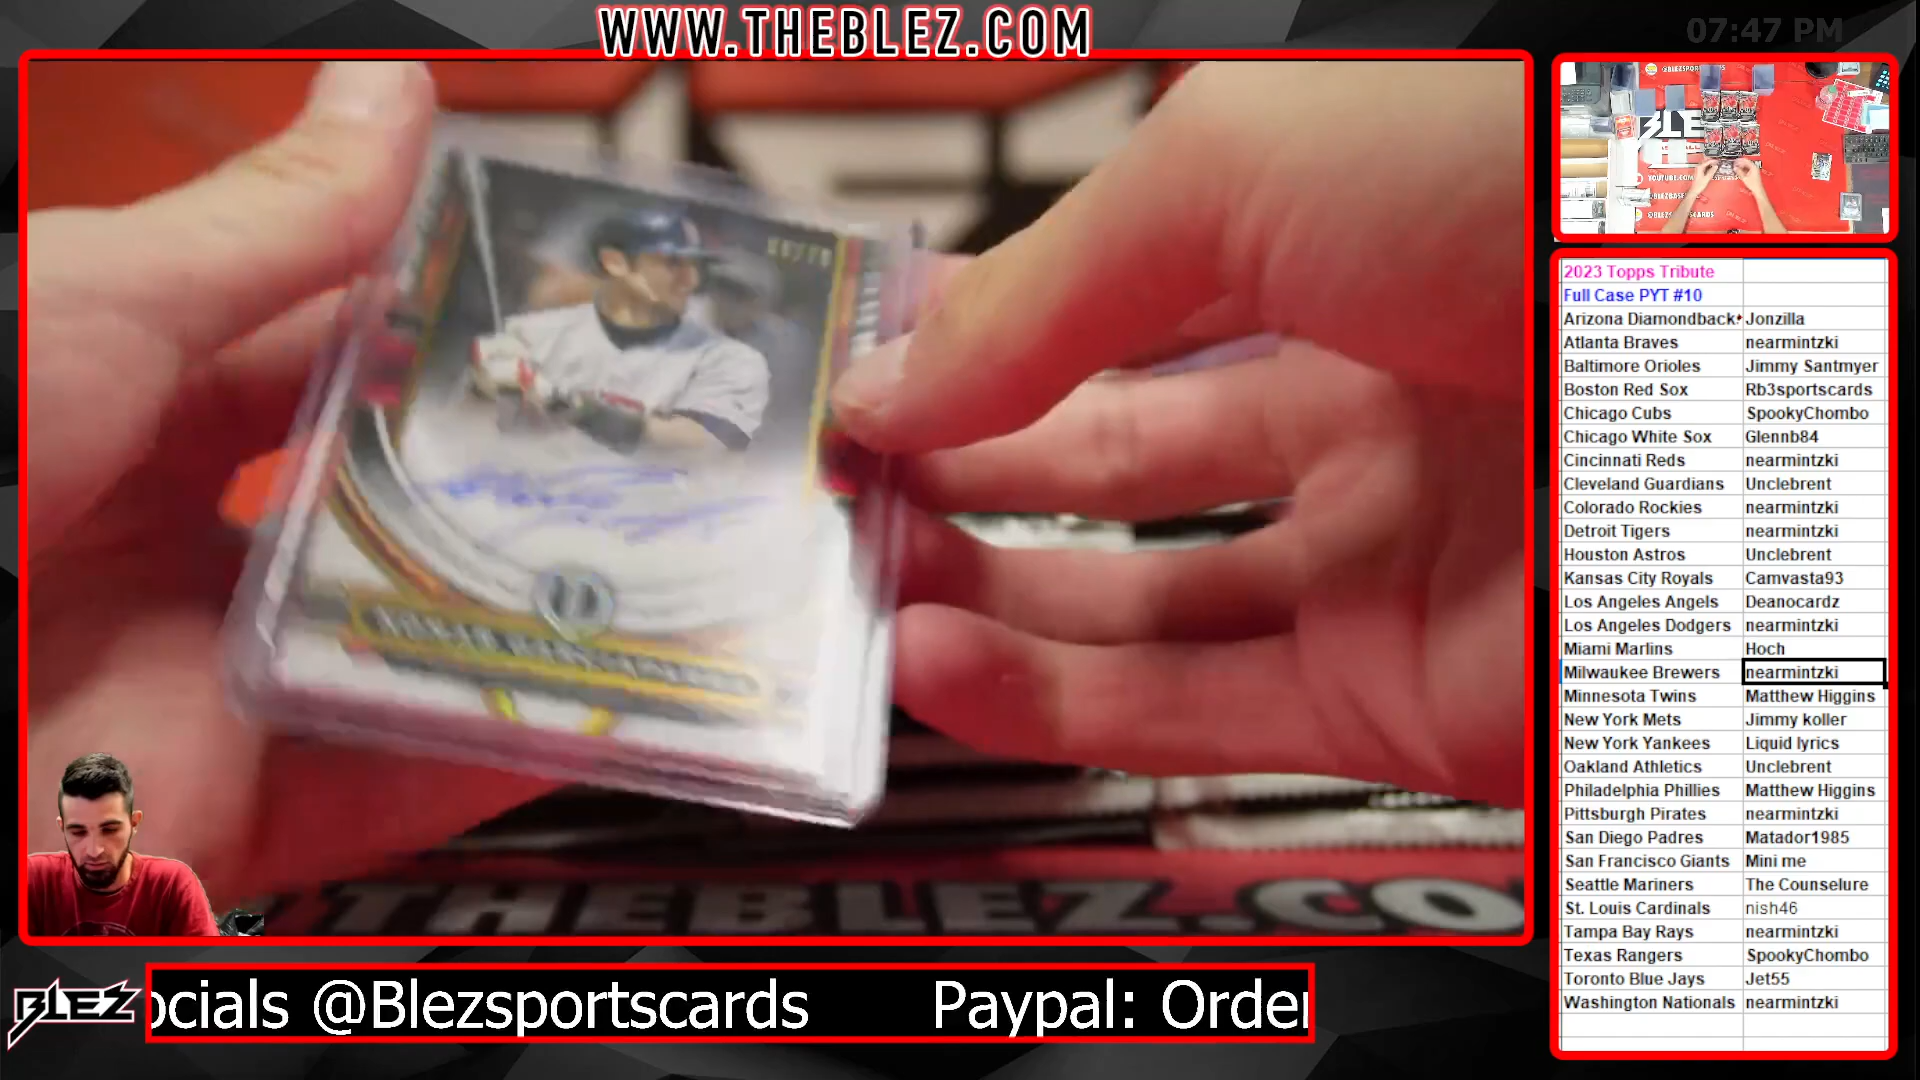 WWW.THEBLEZ.COM
07:47 PM
BLE
2023 Topps Tribute
Full Case PYT #10
Arizona Diamondback Jonzilla
Atlanta Braves nearmintzki
Baltimore Orioles Jimmy Santmyer
Boston Red Sox Rb3sportscards
Chicago Cubs SpookyChombo
Chicago White Sox Glennb84
Cincinnati Reds nearmintzki
Cleveland Guardians Unclebrent
Colorado Rockies nearmintzki
Detroit Tigers nearmintzki
Houston Astros Unclebrent
Kansas City Royals Camvasta93
Los Angeles Angels Deanocardz
Los Angeles Dodgers nearmintzki
Miami Marlins Hoch
Milwaukee Brewers nearmintzki
Minnesota Twins Matthew Higgins
New York Mets Jimmy koller
New York Yankees Liquid lyrics
Oakland Athletics Unclebrent
Philadelphia Phillies Matthew Higgins
Pittsburgh Pirates nearmintzki
San Diego Padres Matador1985
San Francisco Giants Mini me
Seattle Mariners The Counselure
St. Louis Cardinals nish46
Tampa Bay Rays nearmintzki
Texas Rangers SpookyChombo
Toronto Blue Jays Jet55
Washington Nationals nearmintzki
THEBLEZ.CO
BLEZ
ocials @Blezsportscards Paypal: Order